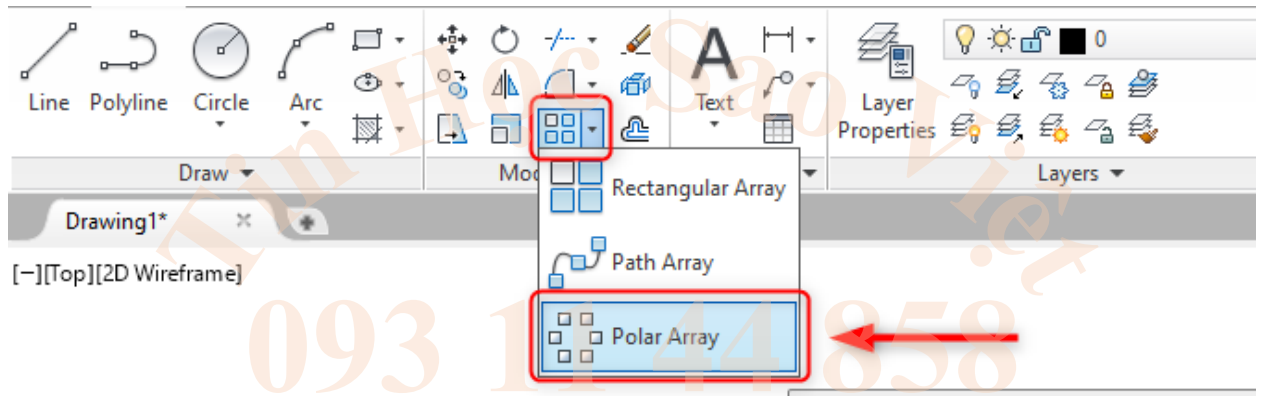 0
Line Polyline Circle Arc Text Layer Properties
Draw Mod Layers
Rectangular Array
Drawing1*
Path Array
[−][Top][2D Wireframe]
Polar Array
Tin Học Sao Việt
093 11 44 858